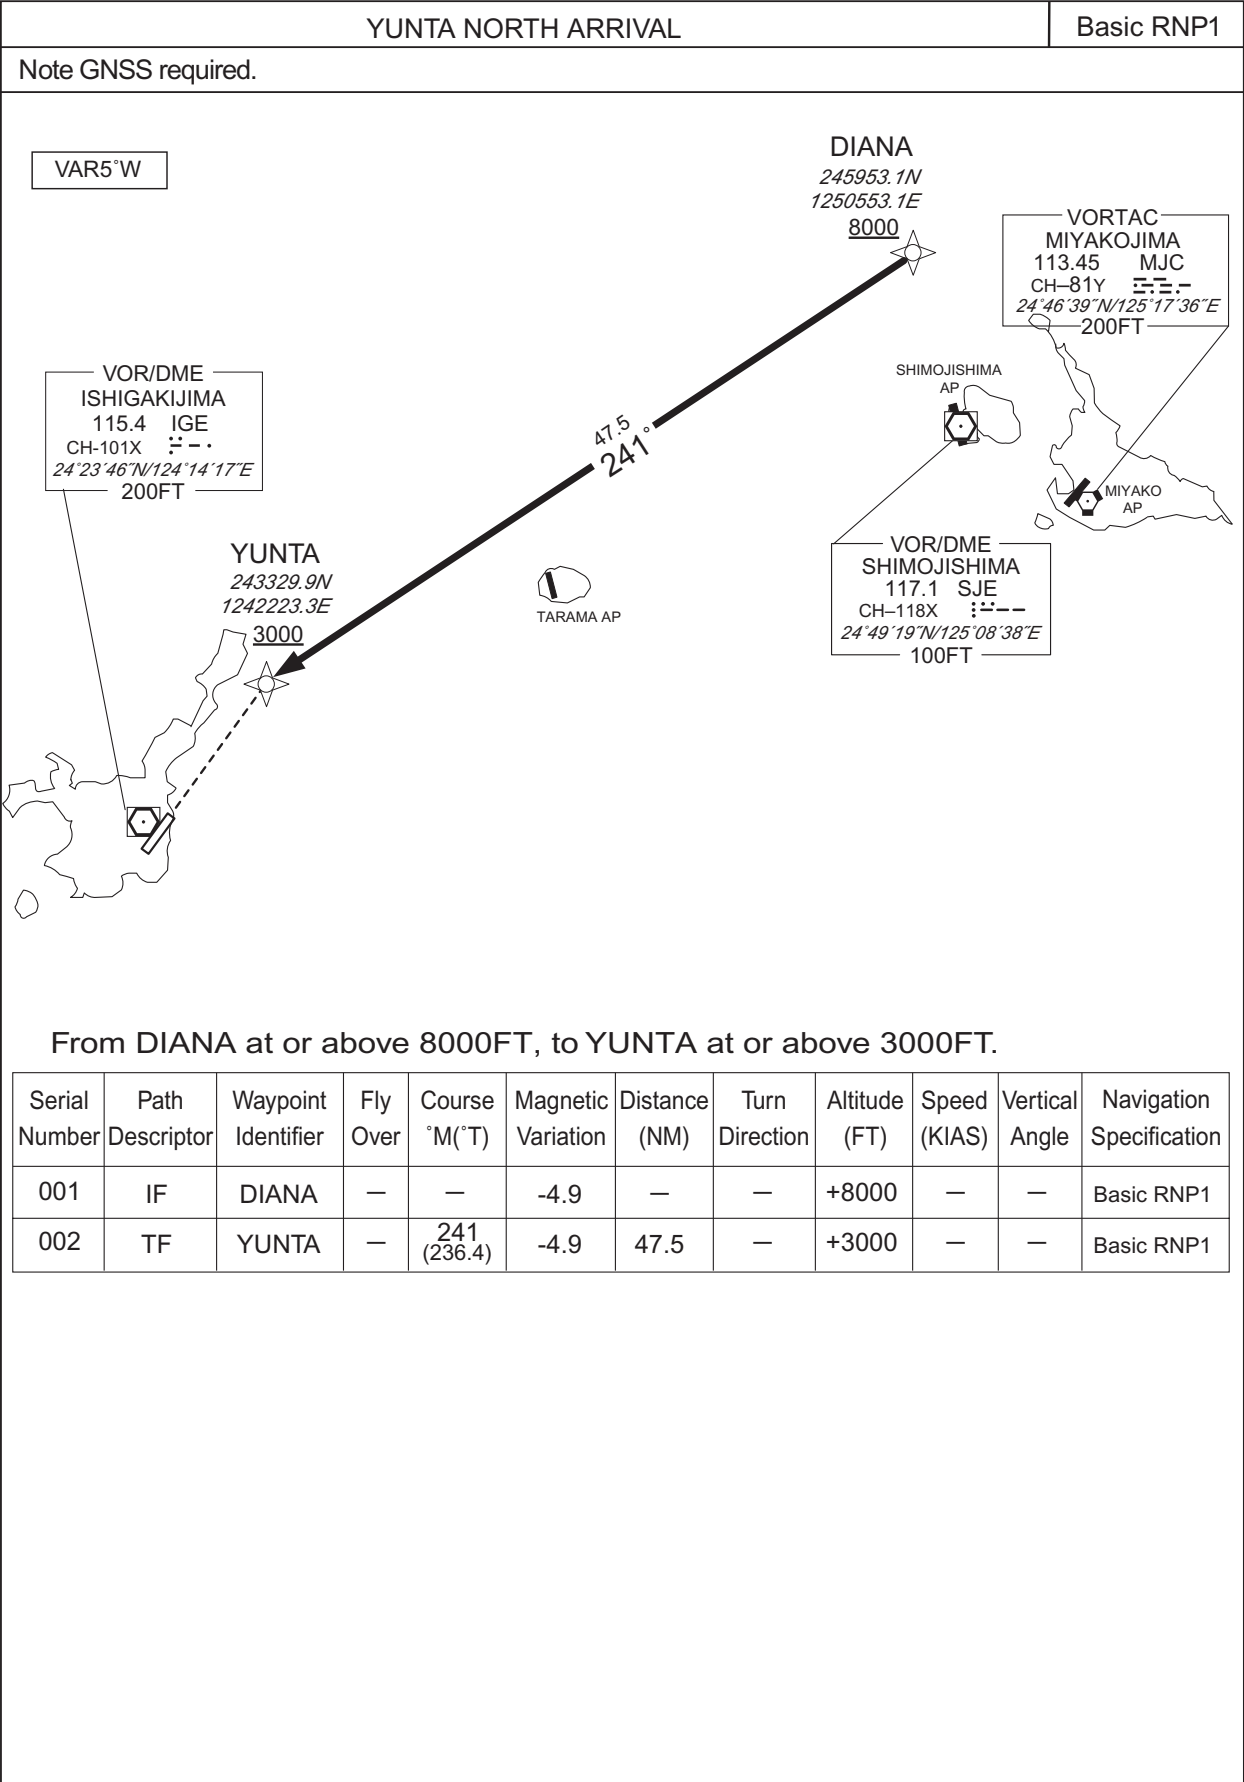 YUNTA NORTH ARRIVAL
Basic RNP1
Note GNSS required.
VAR5˚W
DIANA
245953.1N
1250553.1E
8000
VORTAC
MIYAKOJIMA
113.45 MJC
CH–81Y
24˚46´39˝N/125˚17´36˝E
200FT
VOR/DME
ISHIGAKIJIMA
115.4 IGE
CH-101X
24˚23´46˝N/124˚14´17˝E
200FT
SHIMOJISHIMA
AP
47.5
241˚
MIYAKO
AP
YUNTA
243329.9N
1242223.3E
3000
TARAMA AP
VOR/DME
SHIMOJISHIMA
117.1 SJE
CH–118X
24˚49´19˝N/125˚08´38˝E
100FT
From DIANA at or above 8000FT, to YUNTA at or above 3000FT.
Serial Number Path Descriptor Waypoint Identifier Fly Over Course ˚M(˚T) Magnetic Variation Distance (NM) Turn Direction Altitude (FT) Speed (KIAS) Vertical Angle Navigation Specification
001 IF DIANA – – -4.9 – – +8000 – – Basic RNP1
002 TF YUNTA – 241 (236.4) -4.9 47.5 – +3000 – – Basic RNP1